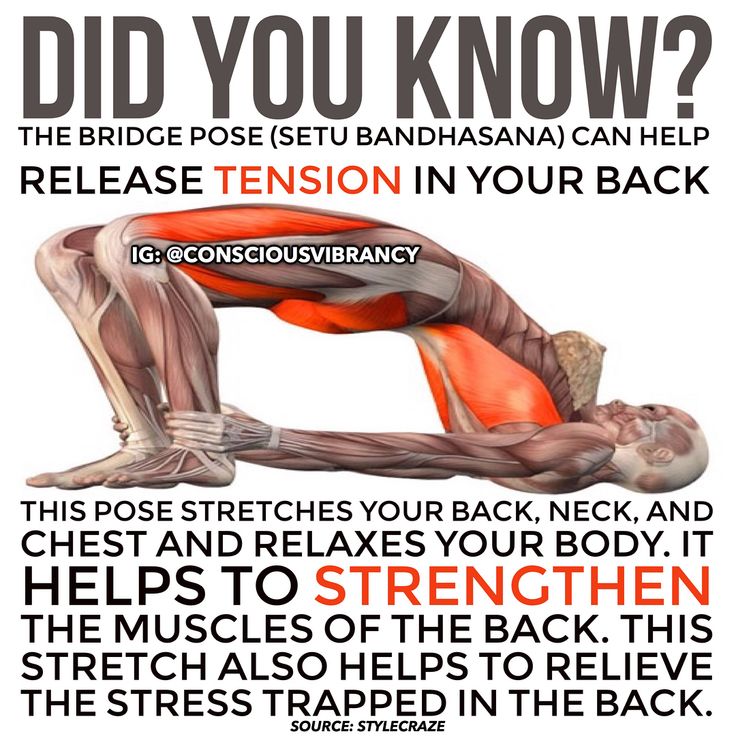 DID YOU KNOW?
THE BRIDGE POSE (SETU BANDHASANA) CAN HELP
RELEASE TENSION IN YOUR BACK
IG: @CONSCIOUSVIBRANCY
THIS POSE STRETCHES YOUR BACK, NECK, AND
CHEST AND RELAXES YOUR BODY. IT
HELPS TO STRENGTHEN
THE MUSCLES OF THE BACK. THIS
STRETCH ALSO HELPS TO RELIEVE
THE STRESS TRAPPED IN THE BACK.
SOURCE: STYLECRAZE